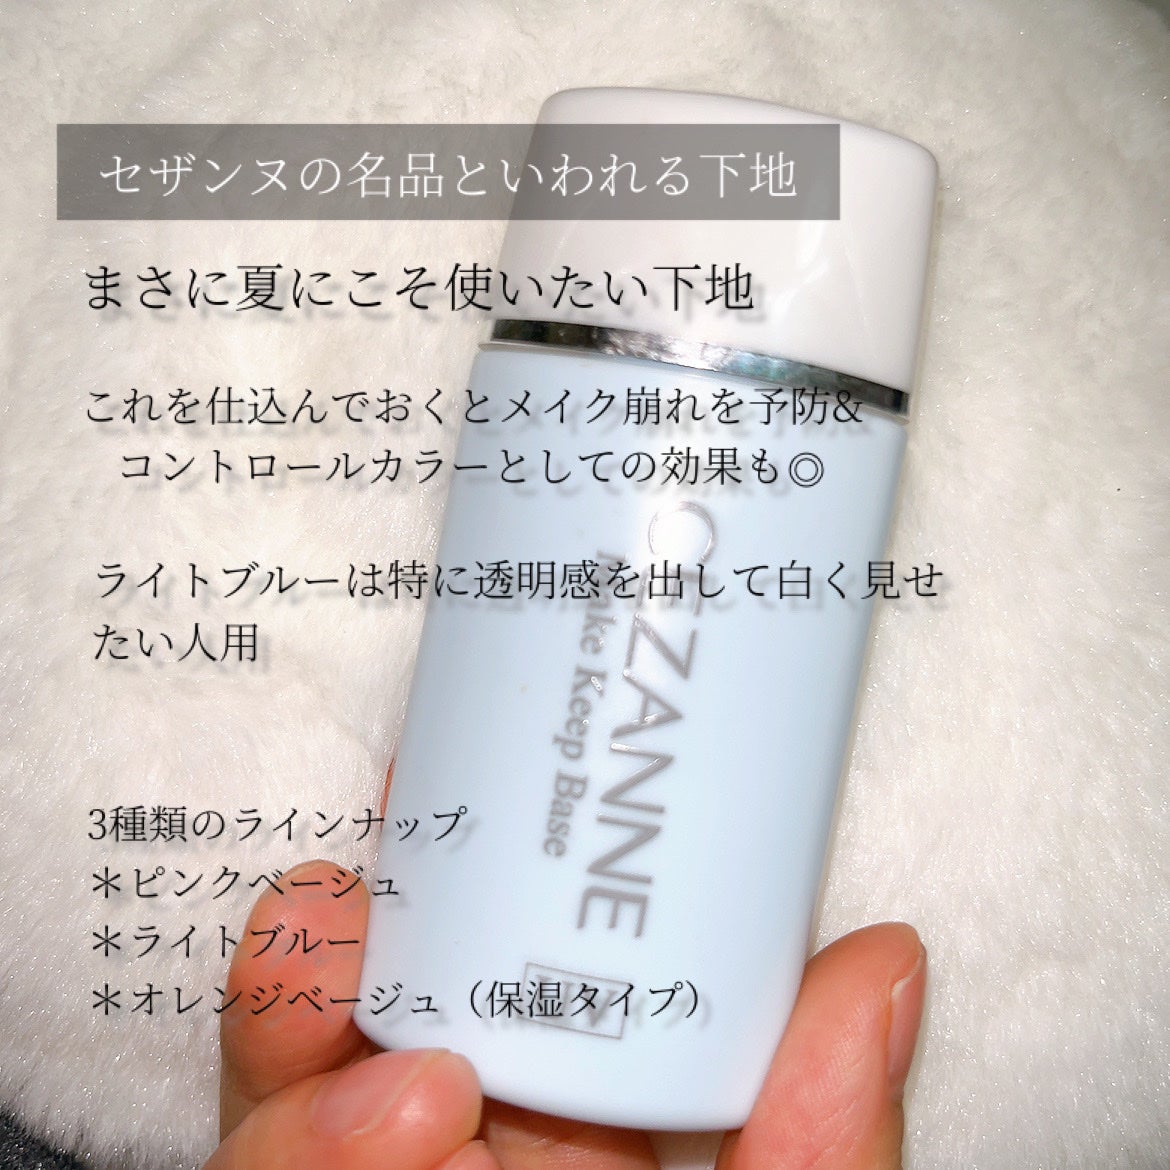 セザンヌの名品といわれる下地
まさに夏にこそ使いたい下地
これを仕込んでおくとメイク崩れを予防&
コントロールカラーとしての効果も◎
ライトブルーは特に透明感を出して白く見せ
たい人用
3種類のラインナップ
＊ピンクベージュ
＊ライトブルー
＊オレンジベージュ（保湿タイプ）
CEZANNE
Make Keep Base